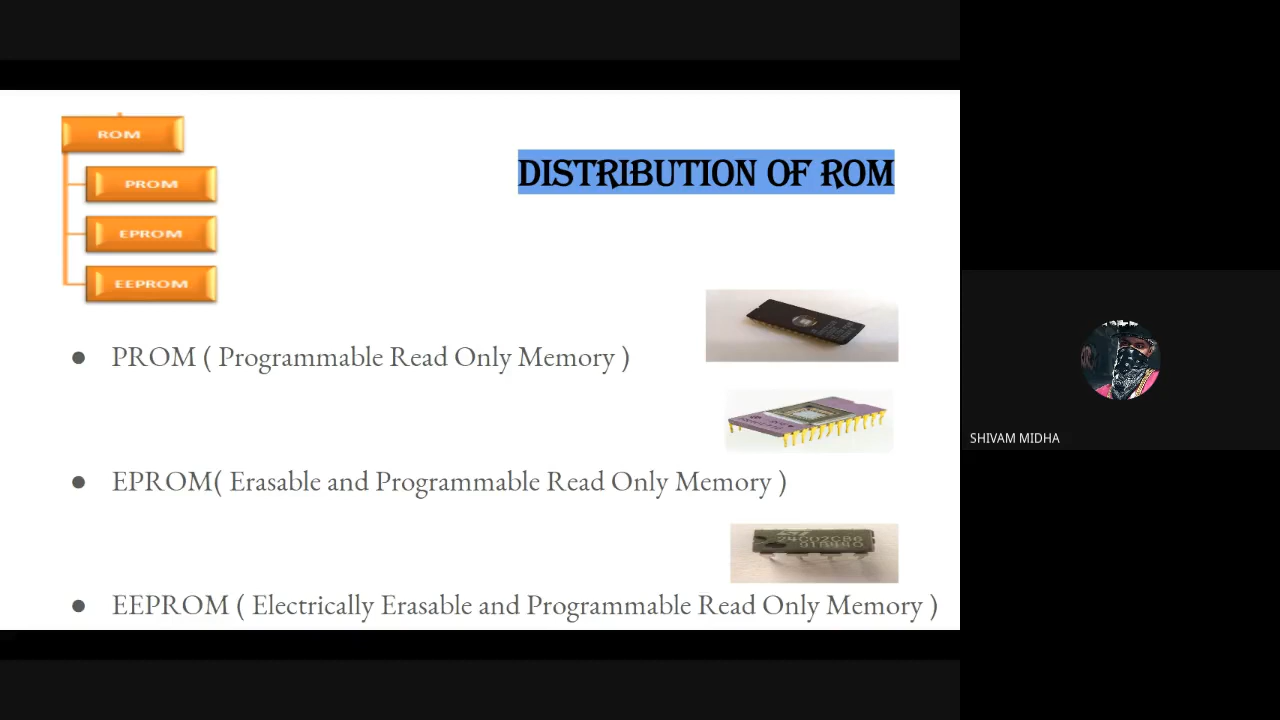 ROM
PROM
EPROM
EEPROM
DISTRIBUTION OF ROM
● PROM ( Programmable Read Only Memory )
● EPROM( Erasable and Programmable Read Only Memory )
● EEPROM ( Electrically Erasable and Programmable Read Only Memory )
SHIVAM MIDHA